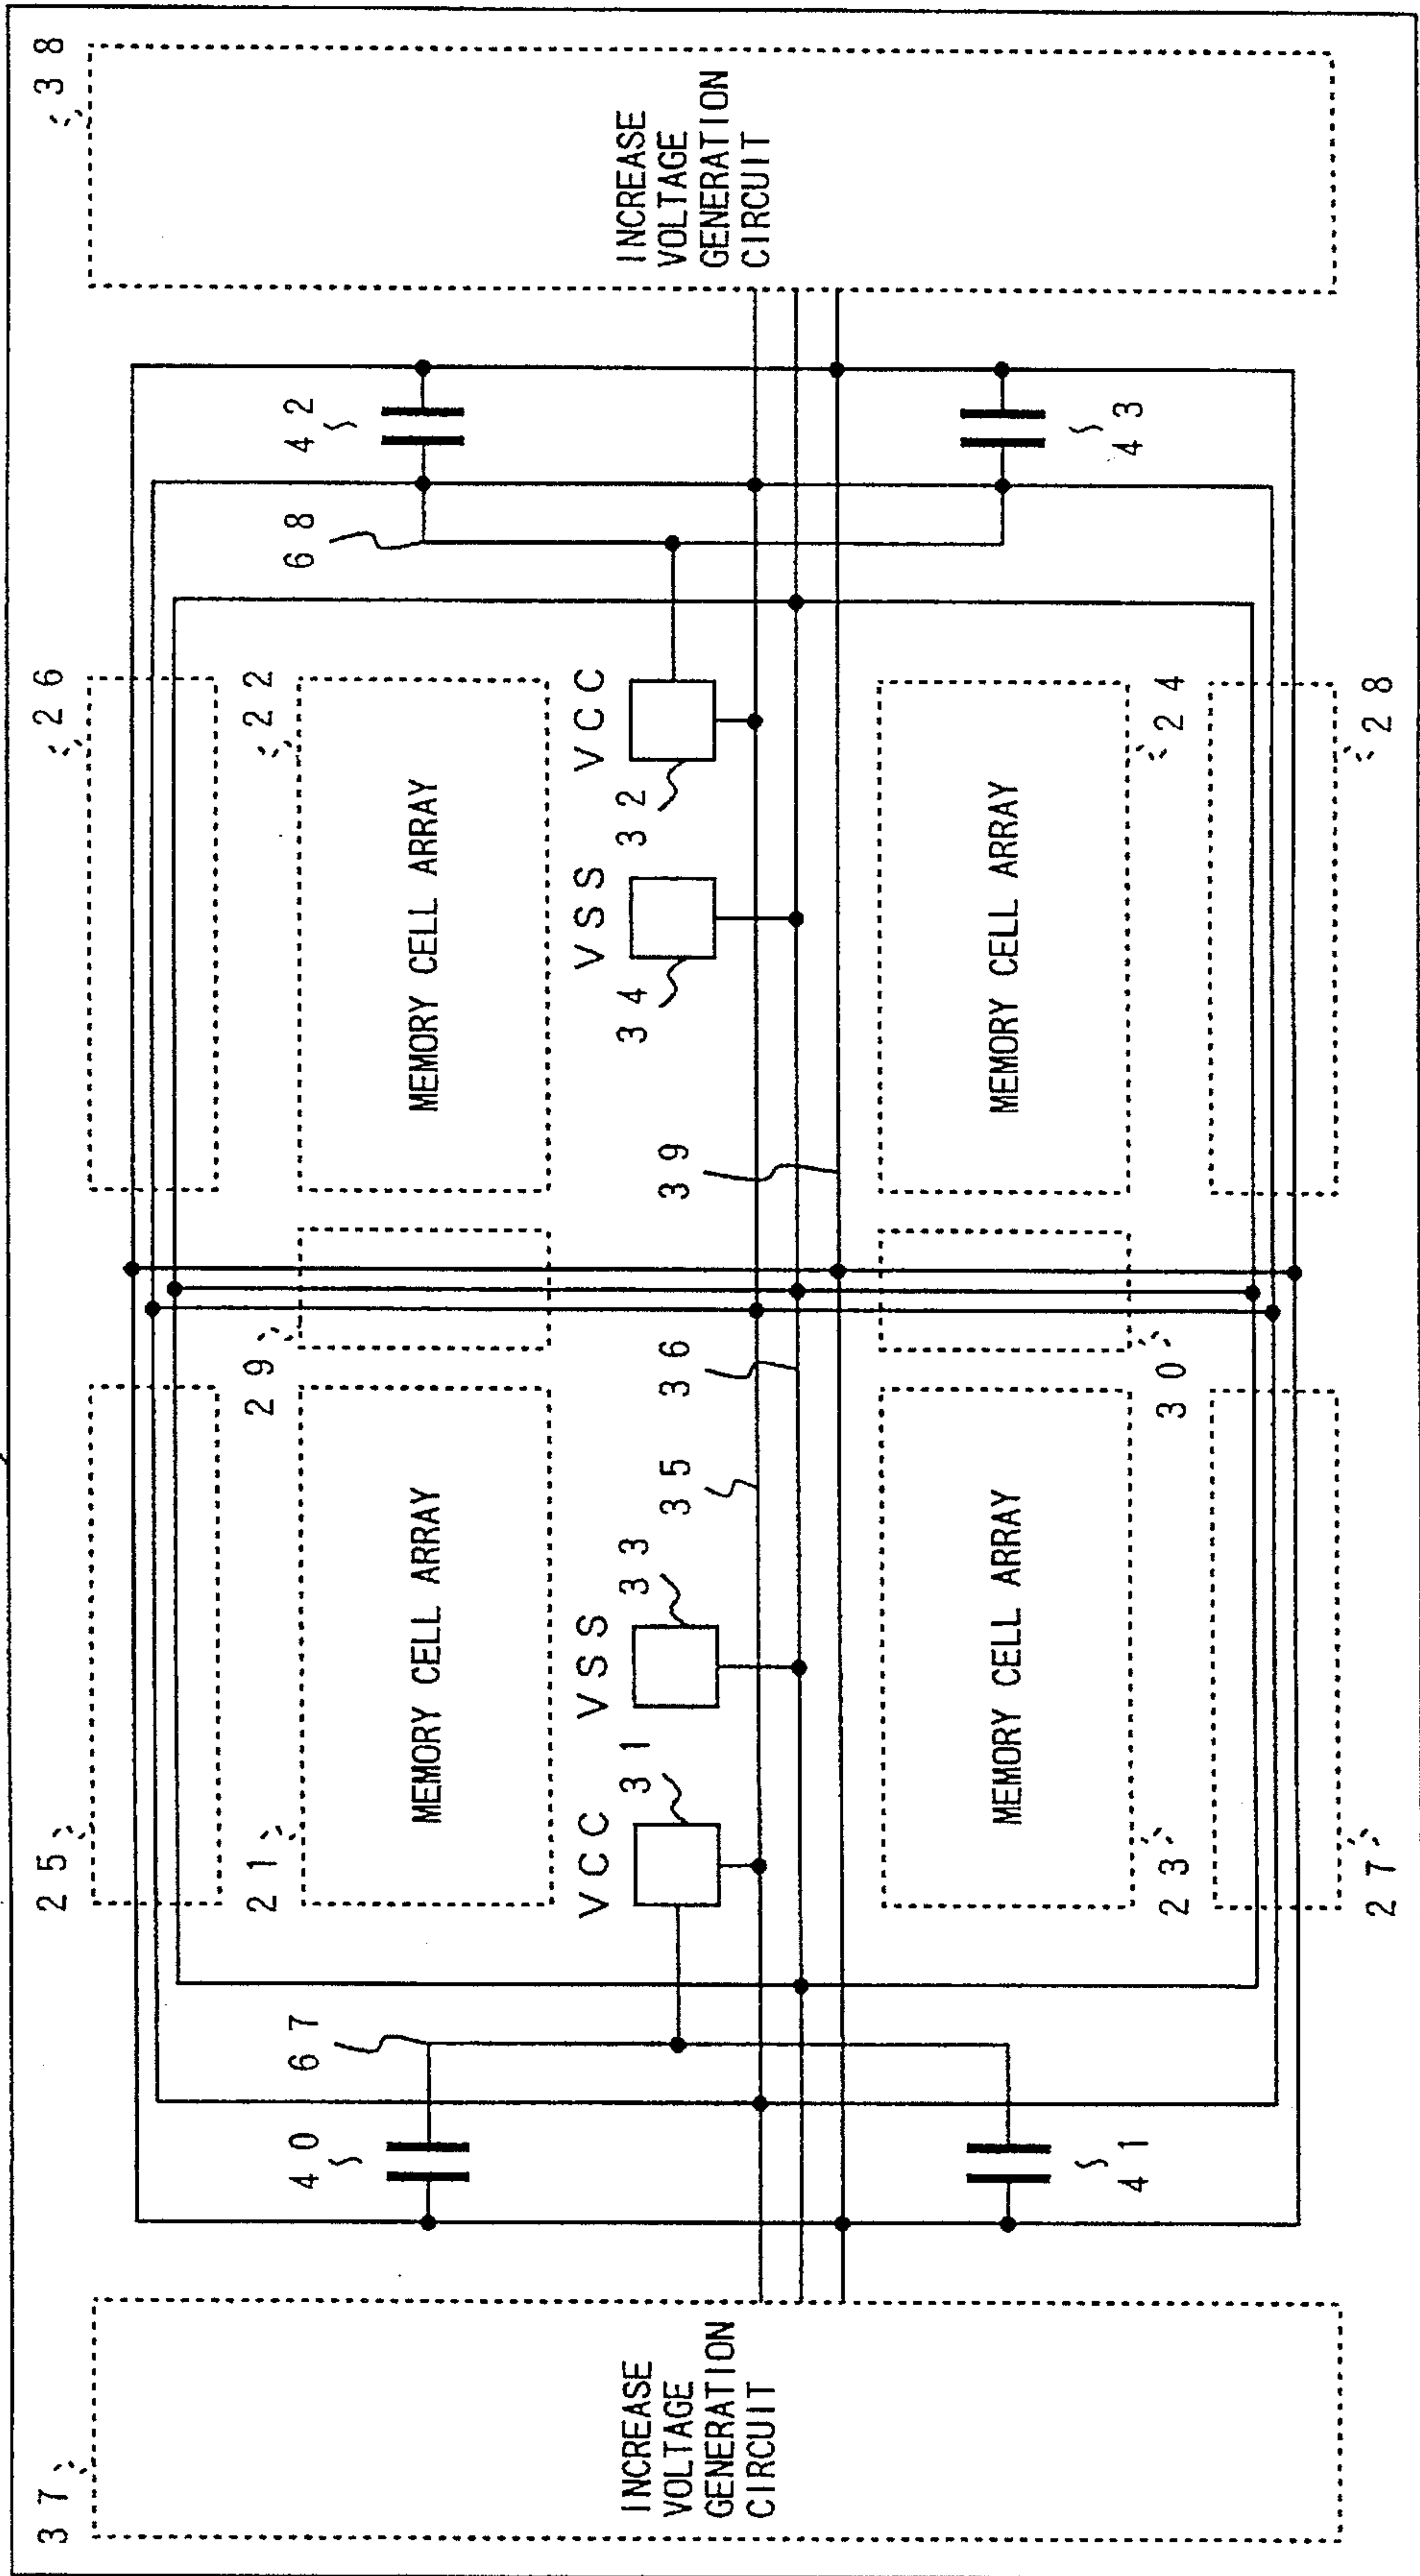 37
25
26
38
21
29
22
40
67
68
42
MEMORY CELL ARRAY
MEMORY CELL ARRAY
VCC
VSS
VSS
VCC
31
33
34
32
INCREASE
VOLTAGE
GENERATION
CIRCUIT
35
36
39
INCREASE
VOLTAGE
GENERATION
CIRCUIT
MEMORY CELL ARRAY
MEMORY CELL ARRAY
41
43
23
30
24
27
28